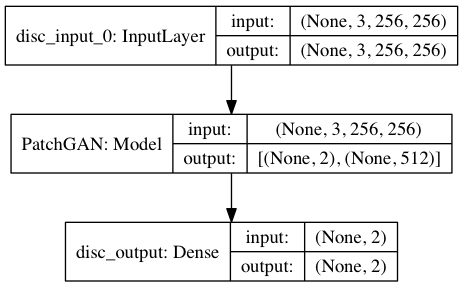 disc_input_0: InputLayer
input: (None, 3, 256, 256)
output: (None, 3, 256, 256)
PatchGAN: Model
input: (None, 3, 256, 256)
output: [(None, 2), (None, 512)]
disc_output: Dense
input: (None, 2)
output: (None, 2)